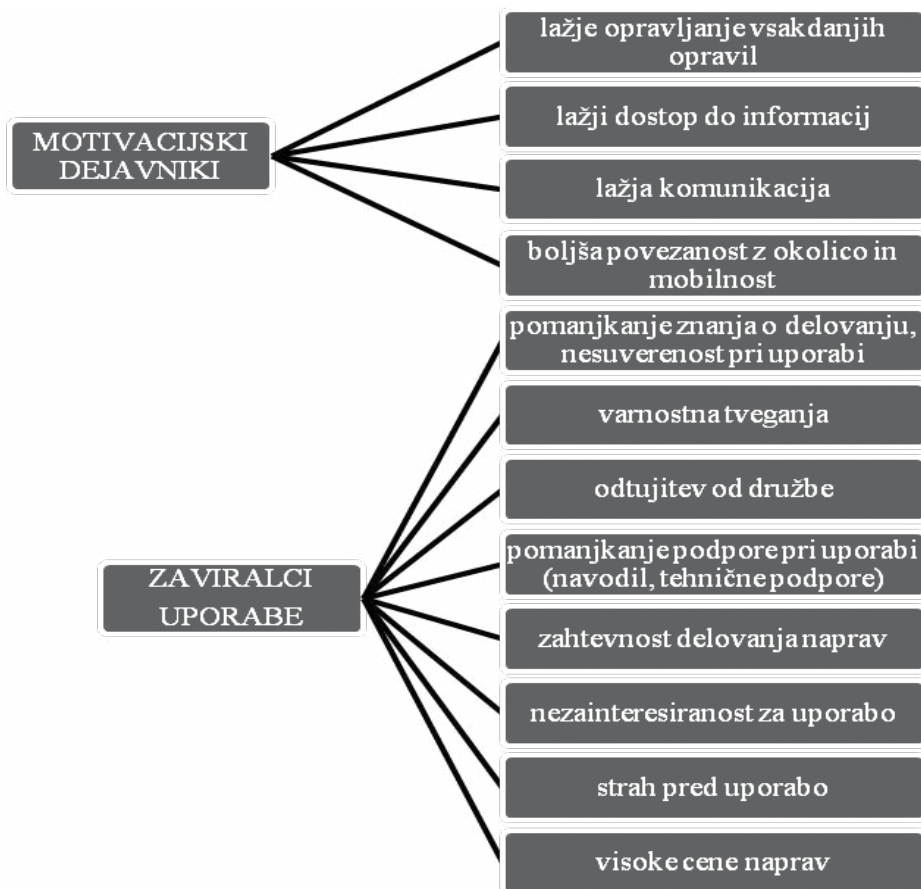 MOTIVACIJSKI
DEJAVNIKI
lažje opravljanje vsakdanjih
opravil
lažji dostop do informacij
lažja komunikacija
boljša povezanost z okolico in
mobilnost
ZAVIRALCI
UPORABE
pomanjkanje znanja o delovanju,
nesuverenost pri uporabi
varnostna tveganja
odtujitev od družbe
pomanjkanje podpore pri uporabi
(navodil, tehnične podpore)
zahtevnost delovanja naprav
nezainteresiranost za uporabo
strah pred uporabo
visoke cene naprav